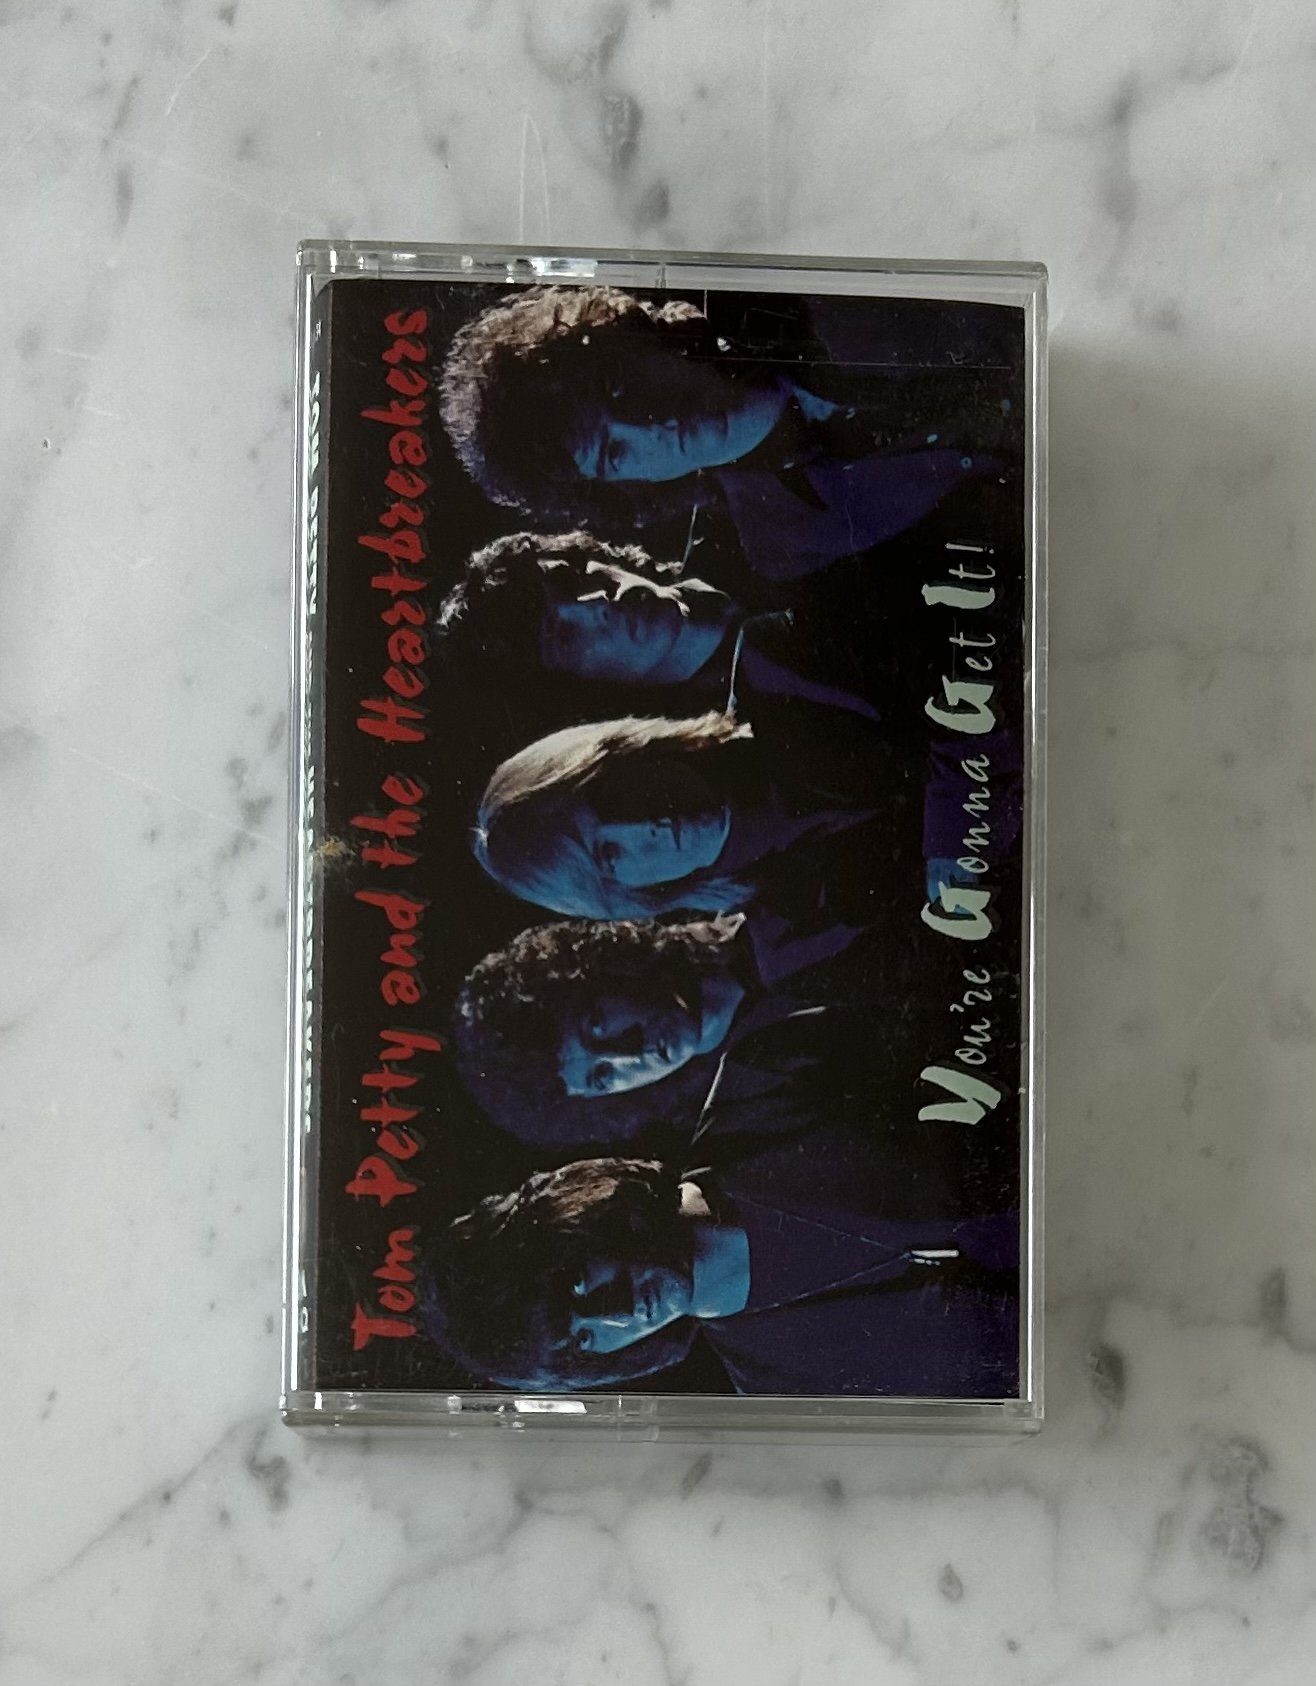 Tom Petty and the Heartbreakers
You're Gonna Get It!